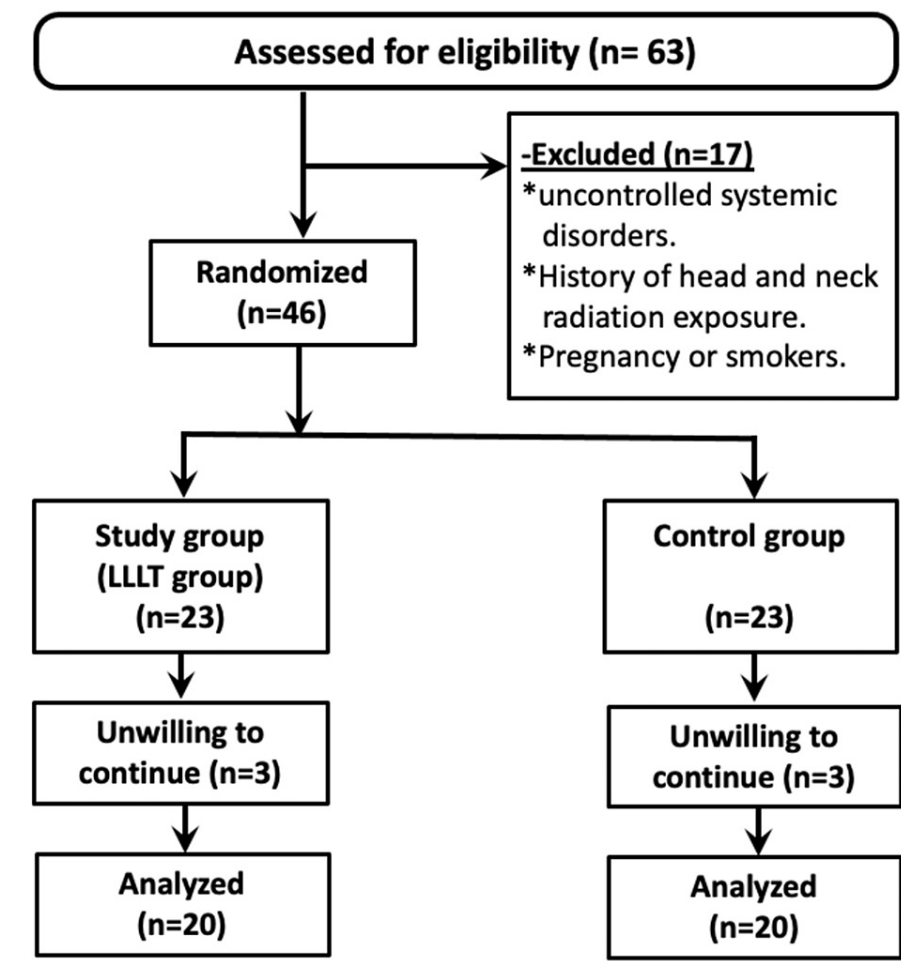 Assessed for eligibility (n= 63)
-Excluded (n=17)
*uncontrolled systemic
disorders.
*History of head and neck
radiation exposure.
*Pregnancy or smokers.
Randomized
(n=46)
Study group
(LLLT group)
(n=23)
Control group
(n=23)
Unwilling to
continue (n=3)
Unwilling to
continue (n=3)
Analyzed
(n=20)
Analyzed
(n=20)